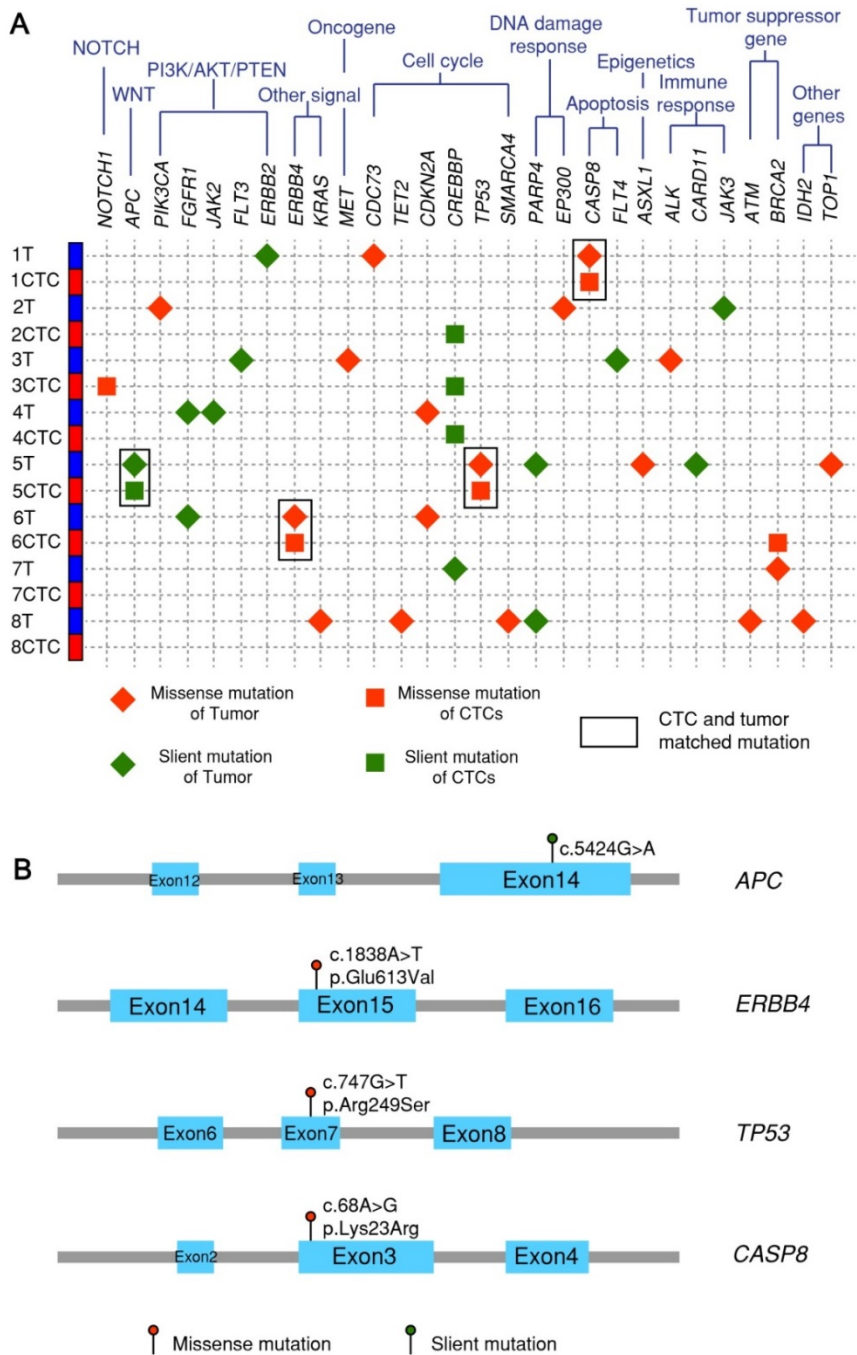 A
NOTCH
WNT
PI3K/AKT/PTEN
Other signal
Oncogene
Cell cycle
DNA damage
response
Apoptosis
Epigenetics
Immune
response
Tumor suppressor
gene
Other
genes
NOTCH1
APC
PIK3CA
FGFR1
JAK2
FLT3
ERBB2
ERBB4
KRAS
MET
CDC73
TET2
CDKN2A
CREBBP
TP53
SMARCA4
PARP4
EP300
CASP8
FLT4
ASXL1
ALK
CARD11
JAK3
ATM
BRCA2
IDH2
TOP1
1T
1CTC
2T
2CTC
3T
3CTC
4T
4CTC
5T
5CTC
6T
6CTC
7T
7CTC
8T
8CTC
Missense mutation
of Tumor
Missense mutation
of CTCs
CTC and tumor
matched mutation
Slient mutation
of Tumor
Slient mutation
of CTCs
B
c.5424G>A
Exon12
Exon13
Exon14
APC
c.1838A>T
p.Glu613Val
Exon14
Exon15
Exon16
ERBB4
c.747G>T
p.Arg249Ser
Exon6
Exon7
Exon8
TP53
c.68A>G
p.Lys23Arg
Exon2
Exon3
Exon4
CASP8
Missense mutation
Slient mutation